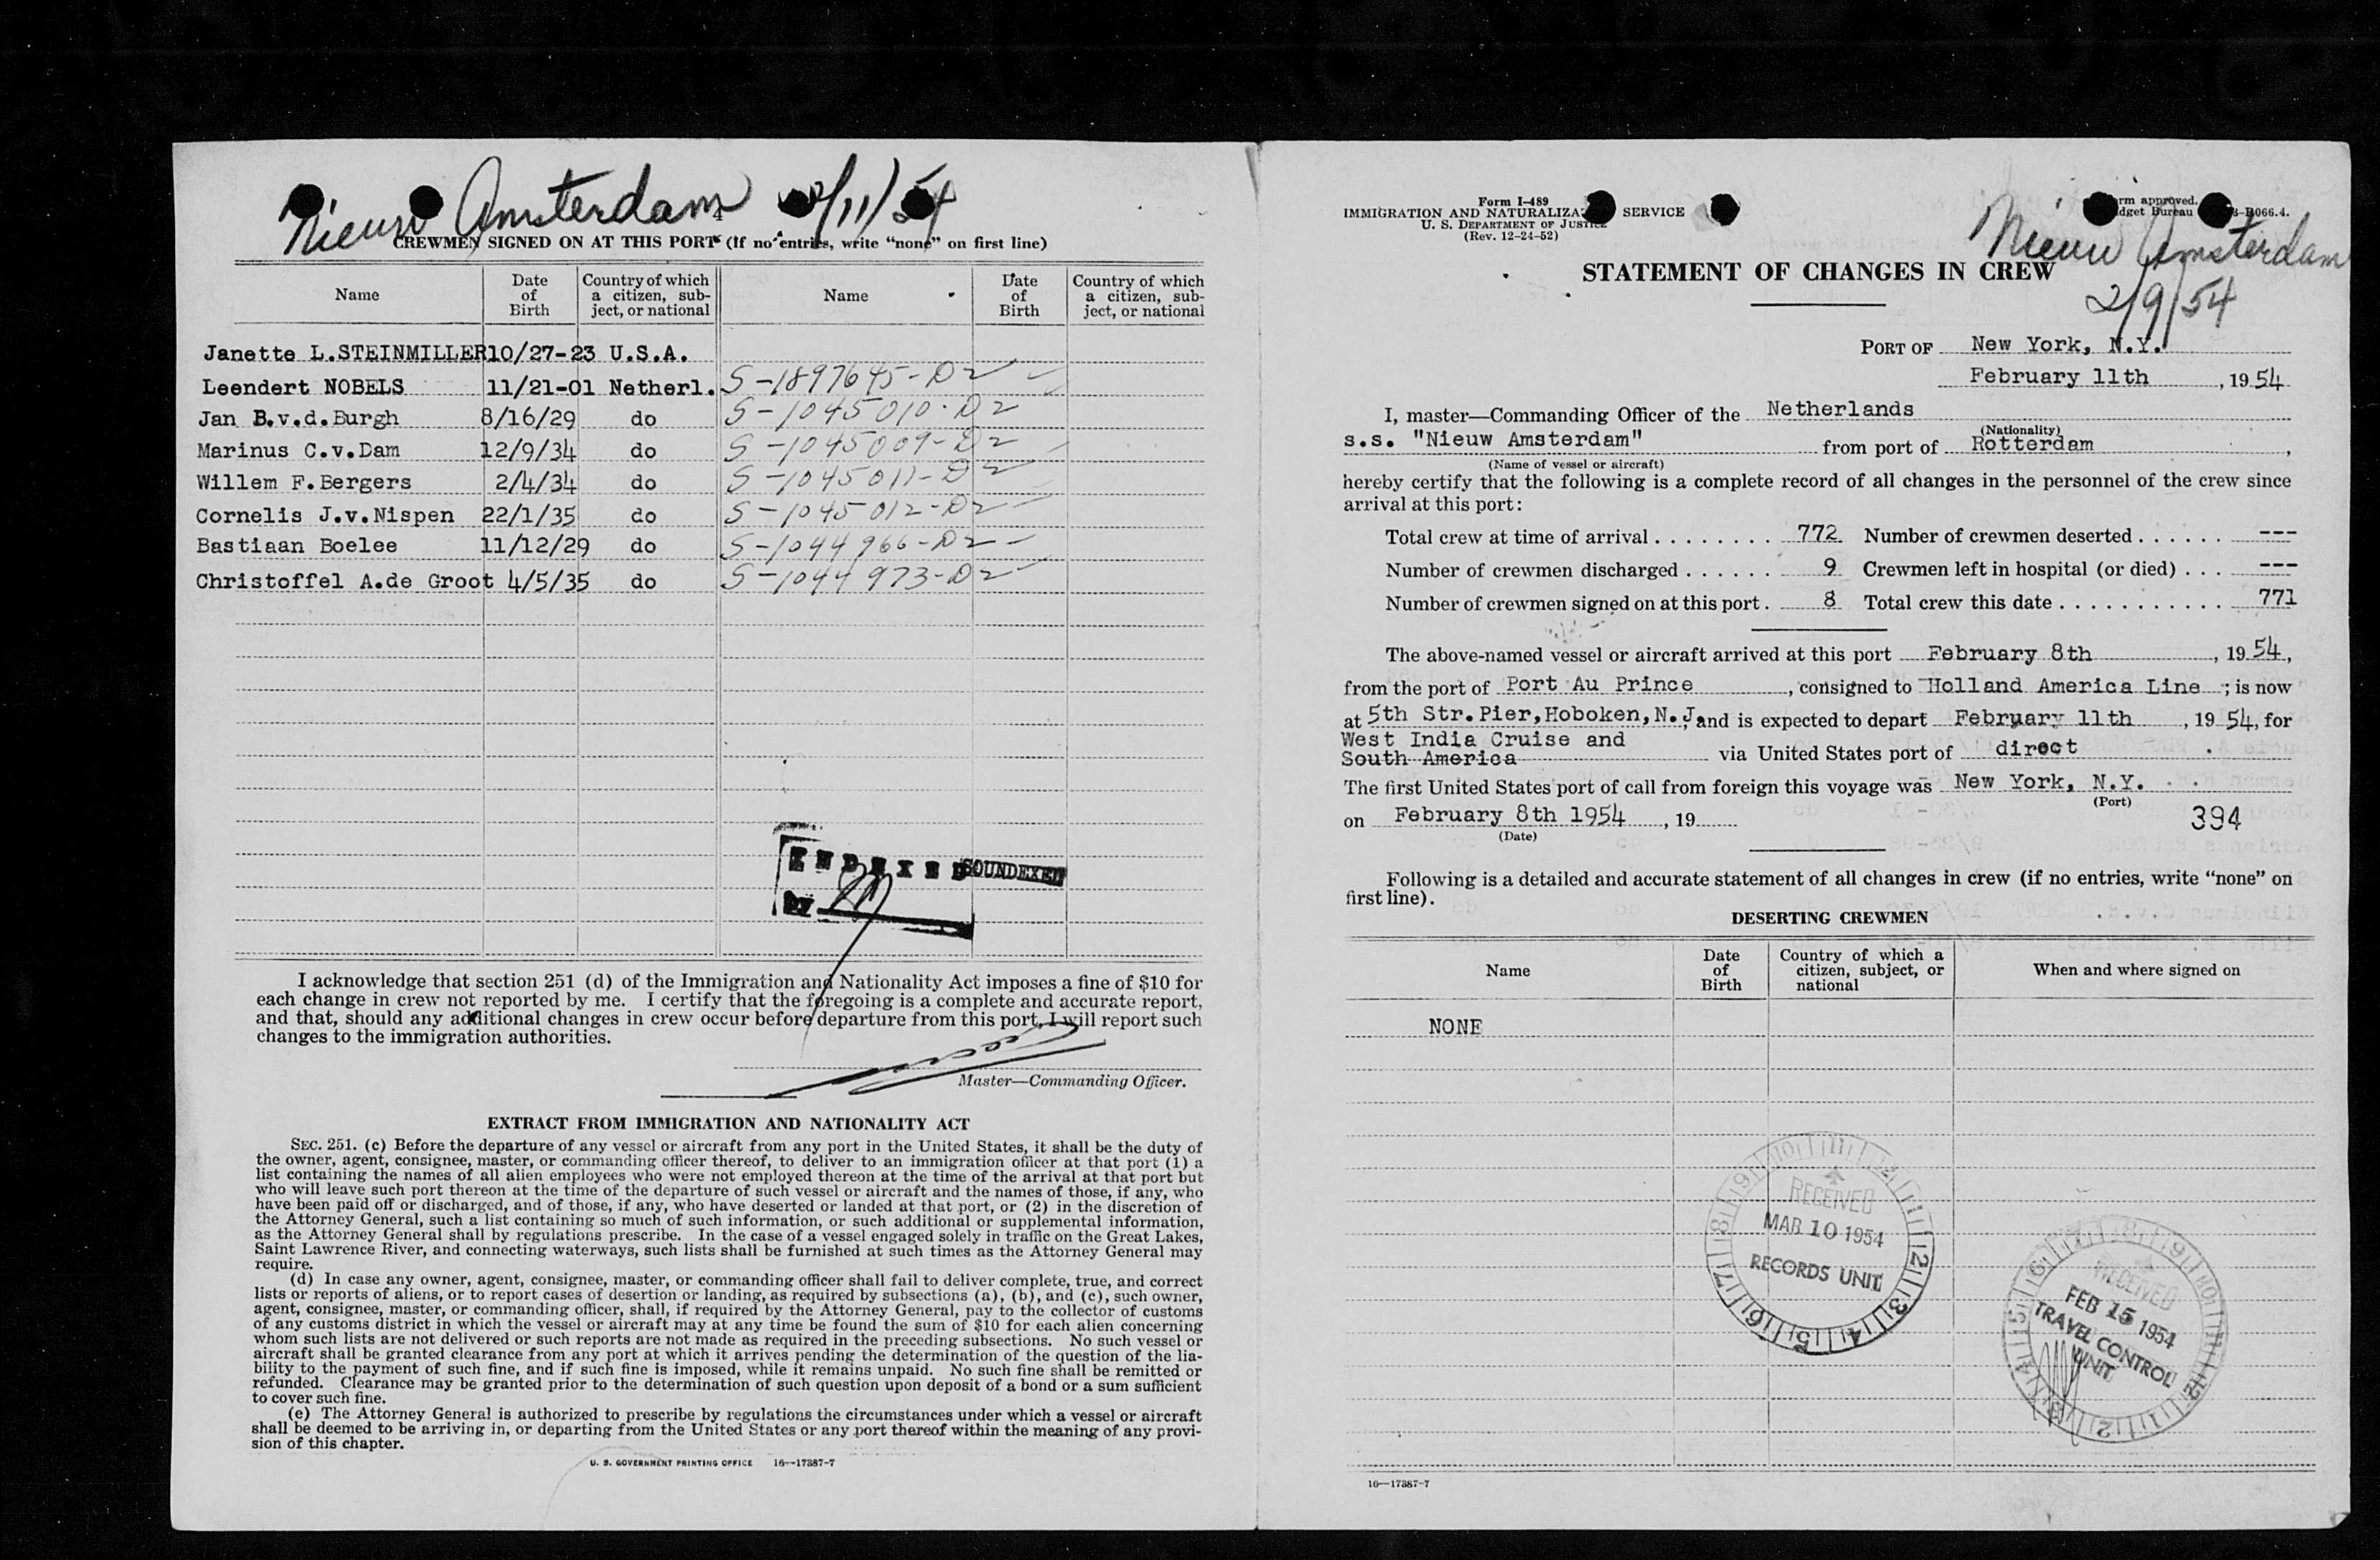 Nieuw Amsterdam 2/11/54
4
CREWMEN SIGNED ON AT THIS PORT (If no entries, write “none” on first line)
Name Date of Birth Country of which a citizen, subject, or national Name Date of Birth Country of which a citizen, subject, or national
Janette L.STEINMILLER 10/27-23 U.S.A.
Leendert NOBELS 11/21-01 Netherl. S-1897645-D2
Jan B.v.d.Burgh 8/16/29 do S-1045010-D2
Marinus C.v.Dam 12/9/34 do S-1045009-D2
Willem F.Bergers 2/4/34 do S-1045011-D2
Cornelis J.v.Nispen 22/1/35 do S-1045012-D2
Bastiaan Boelee 11/12/29 do S-1044966-D2
Christoffel A.de Groot 4/5/35 do S-1044973-D2
INDEXED SOUNDEXED
BY
I acknowledge that section 251 (d) of the Immigration and Nationality Act imposes a fine of $10 for
each change in crew not reported by me. I certify that the foregoing is a complete and accurate report,
and that, should any additional changes in crew occur before departure from this port, I will report such
changes to the immigration authorities.
Master—Commanding Officer.
EXTRACT FROM IMMIGRATION AND NATIONALITY ACT
SEC. 251. (c) Before the departure of any vessel or aircraft from any port in the United States, it shall be the duty of
the owner, agent, consignee, master, or commanding officer thereof, to deliver to an immigration officer at that port (1) a
list containing the names of all alien employees who were not employed thereon at the time of the arrival at that port but
who will leave such port thereon at the time of the departure of such vessel or aircraft and the names of those, if any, who
have been paid off or discharged, and of those, if any, who have deserted or landed at that port, or (2) in the discretion of
the Attorney General, such a list containing so much of such information, or such additional or supplemental information,
as the Attorney General shall by regulations prescribe. In the case of a vessel engaged solely in traffic on the Great Lakes,
Saint Lawrence River, and connecting waterways, such lists shall be furnished at such times as the Attorney General may
require.
(d) In case any owner, agent, consignee, master, or commanding officer shall fail to deliver complete, true, and correct
lists or reports of aliens, or to report cases of desertion or landing, as required by subsections (a), (b), and (c), such owner,
agent, consignee, master, or commanding officer, shall, if required by the Attorney General, pay to the collector of customs
of any customs district in which the vessel or aircraft may at any time be found the sum of $10 for each alien concerning
whom such lists are not delivered or such reports are not made as required in the preceding subsections. No such vessel or
aircraft shall be granted clearance from any port at which it arrives pending the determination of the question of the lia-
bility to the payment of such fine, and if such fine is imposed, while it remains unpaid. No such fine shall be remitted or
refunded. Clearance may be granted prior to the determination of such question upon deposit of a bond or a sum sufficient
to cover such fine.
(e) The Attorney General is authorized to prescribe by regulations the circumstances under which a vessel or aircraft
shall be deemed to be arriving in, or departing from the United States or any port thereof within the meaning of any provi-
sion of this chapter.
U. S. GOVERNMENT PRINTING OFFICE 16—17387-7
Form I-489
IMMIGRATION AND NATURALIZA SERVICE
U. S. DEPARTMENT OF JUSTICE
(Rev. 12-24-52)
rm approved.
dget Bureau -R066.4.
Nieuw Amsterdam
2/9/54
STATEMENT OF CHANGES IN CREW
PORT OF New York, N.Y.
February 11th, 1954
I, master—Commanding Officer of the Netherlands
(Nationality)
s.s. "Nieuw Amsterdam" from port of Rotterdam,
(Name of vessel or aircraft)
hereby certify that the following is a complete record of all changes in the personnel of the crew since
arrival at this port:
Total crew at time of arrival ........ 772 Number of crewmen deserted ...... ---
Number of crewmen discharged ...... 9 Crewmen left in hospital (or died) ... ---
Number of crewmen signed on at this port. 8 Total crew this date ........... 771
The above-named vessel or aircraft arrived at this port February 8th, 1954,
from the port of Port Au Prince, consigned to Holland America Line; is now
at 5th Str.Pier,Hoboken,N.J, and is expected to depart February 11th, 1954, for
West India Cruise and
South America via United States port of direct.
The first United States port of call from foreign this voyage was New York, N.Y.
(Port)
on February 8th 1954, 19
(Date)
394
Following is a detailed and accurate statement of all changes in crew (if no entries, write “none” on
first line).
DESERTING CREWMEN
Name Date of Birth Country of which a citizen, subject, or national When and where signed on
NONE
RECEIVED
MAR 10 1954
RECORDS UNIT
RECEIVED
FEB 15 1954
TRAVEL CONTROL
UNIT
16—17387-7